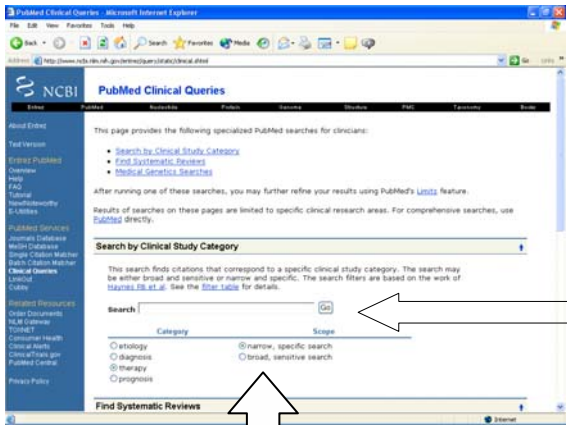 PubMed Clinical Queries - Microsoft Internet Explorer
File Edit View Favorites Tools Help
Back Search Favorites Media
Address Go Links
NCBI
PubMed Clinical Queries
Entrez PubMed Nucleotide Protein Genome Structure PMC Taxonomy Books
About Entrez
Text Version
Entrez PubMed
Overview
Help
FAQ
Tutorial
New/Noteworthy
E-Utilities
PubMed Services
Journals Database
MeSH Database
Single Citation Matcher
Batch Citation Matcher
Clinical Queries
LinkOut
Cubby
Related Resources
Order Documents
NLM Gateway
TOXNET
Consumer Health
Clinical Alerts
ClinicalTrials.gov
PubMed Central
Privacy Policy
This page provides the following specialized PubMed searches for clinicians:
Search by Clinical Study Category
Find Systematic Reviews
Medical Genetics Searches
After running one of these searches, you may further refine your results using PubMed's Limits feature.
Results of searches on these pages are limited to specific clinical research areas. For comprehensive searches, use
PubMed directly.
Search by Clinical Study Category
This search finds citations that correspond to a specific clinical study category. The search may
be either broad and sensitive or narrow and specific. The search filters are based on the work of
Haynes RB et al. See the filter table for details.
Search Go
Category Scope
etiology narrow, specific search
diagnosis broad, sensitive search
therapy
prognosis
Find Systematic Reviews
Internet